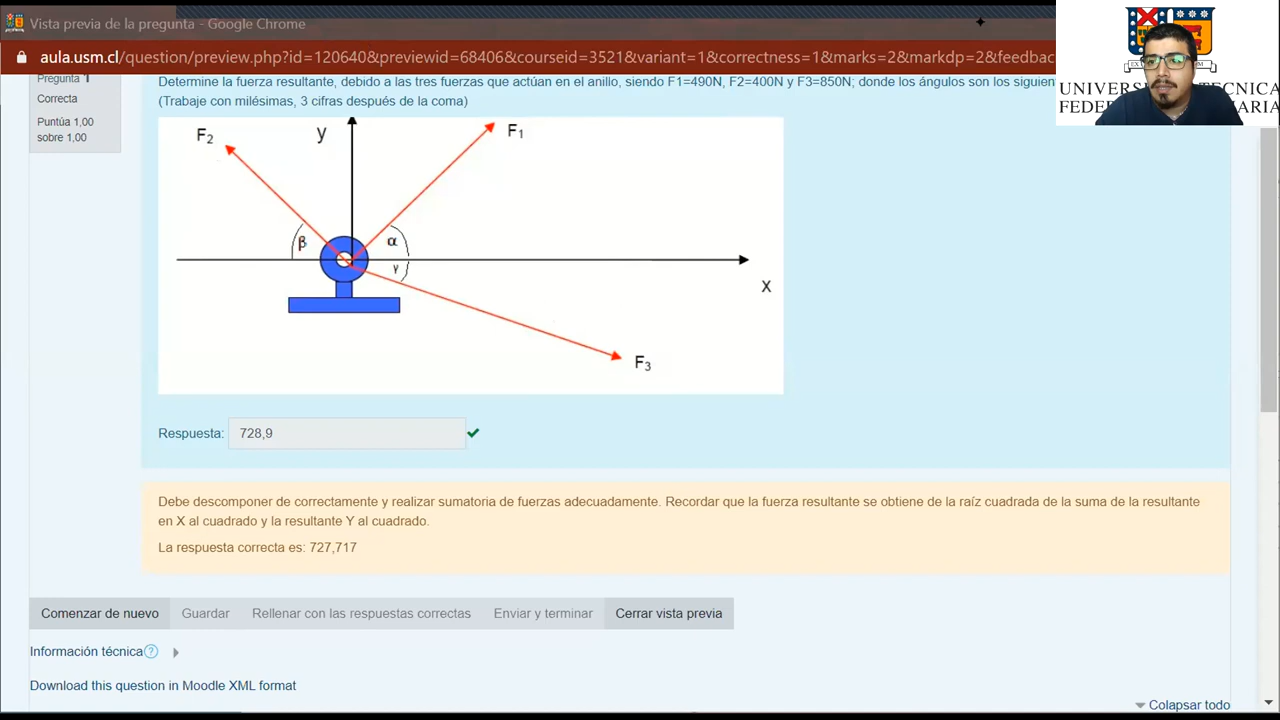 Vista previa de la pregunta - Google Chrome
aula.usm.cl/question/preview.php?id=120640&previewid=68406&courseid=3521&variant=1&correctness=1&marks=2&markdp=2&feedbac
Pregunta 1
Correcta
Puntúa 1,00
sobre 1,00
Determine la fuerza resultante, debido a las tres fuerzas que actúan en el anillo, siendo F1=490N, F2=400N y F3=850N; donde los ángulos son los
(Trabaje con milésimas, 3 cifras después de la coma)
F2
y
F1
β
α
γ
X
F3
Respuesta: 728,9
Debe descomponer de correctamente y realizar sumatoria de fuerzas adecuadamente. Recordar que la fuerza resultante se obtiene de la raíz cuadrada de la suma de la resultante
en X al cuadrado y la resultante Y al cuadrado.
La respuesta correcta es: 727,717
Comenzar de nuevo Guardar Rellenar con las respuestas correctas Enviar y terminar Cerrar vista previa
Información técnica ?
Download this question in Moodle XML format
Colapsar todo